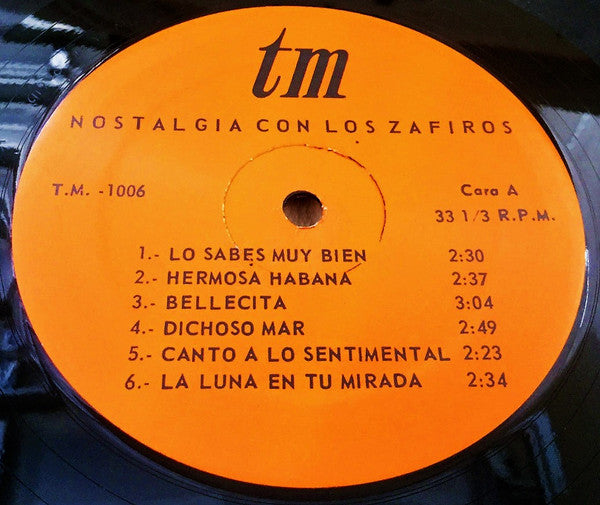 tm
NOSTALGIA CON LOS ZAFIROS
T.M. -1006
Cara A
33 1/3 R.P.M.
1.- LO SABES MUY BIEN 2:30
2.- HERMOSA HABANA 2:37
3.- BELLECITA 3:04
4.- DICHOSO MAR 2:49
5.- CANTO A LO SENTIMENTAL 2:23
6.- LA LUNA EN TU MIRADA 2:34